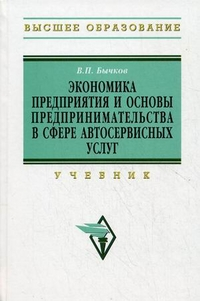 ВЫСШЕЕ ОБРАЗОВАНИЕ
В.П. Бычков
ЭКОНОМИКА
ПРЕДПРИЯТИЯ И ОСНОВЫ
ПРЕДПРИНИМАТЕЛЬСТВА
В СФЕРЕ АВТОСЕРВИСНЫХ
УСЛУГ
УЧЕБНИК